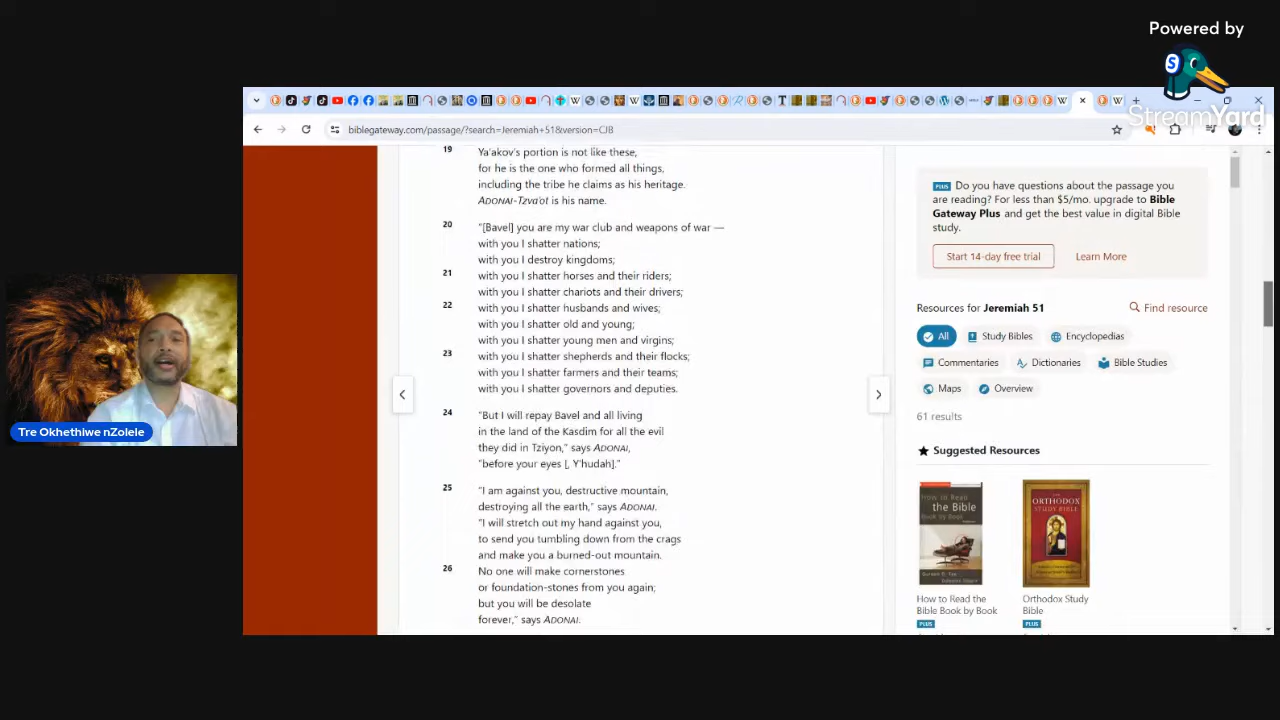 Powered by
StreamYard
biblegateway.com/passage/?search=Jeremiah+51&version=CJB
19 Ya'akov's portion is not like these,
for he is the one who formed all things,
including the tribe he claims as his heritage.
ADONAI-Tzva'ot is his name.
20 "[Bavel] you are my war club and weapons of war —
with you I shatter nations;
with you I destroy kingdoms;
21 with you I shatter horses and their riders;
with you I shatter chariots and their drivers;
22 with you I shatter husbands and wives;
with you I shatter old and young;
with you I shatter young men and virgins;
23 with you I shatter shepherds and their flocks;
with you I shatter farmers and their teams;
with you I shatter governors and deputies.
24 "But I will repay Bavel and all living
in the land of the Kasdim for all the evil
they did in Tziyon," says ADONAI,
"before your eyes [, Y'hudah]."
25 "I am against you, destructive mountain,
destroying all the earth," says ADONAI.
"I will stretch out my hand against you,
to send you tumbling down from the crags
and make you a burned-out mountain.
26 No one will make cornerstones
or foundation-stones from you again;
but you will be desolate
forever," says ADONAI.
PLUS Do you have questions about the passage you
are reading? For less than $5/mo. upgrade to Bible
Gateway Plus and get the best value in digital Bible
study.
Start 14-day free trial Learn More
Resources for Jeremiah 51 Find resource
All Study Bibles Encyclopedias
Commentaries Dictionaries Bible Studies
Maps Overview
61 results
Suggested Resources
How to Read
the Bible
Book by Book
THE
ORTHODOX
STUDY BIBLE
How to Read the
Bible Book by Book
PLUS
Orthodox Study
Bible
PLUS
Tre Okhethiwe nZolele